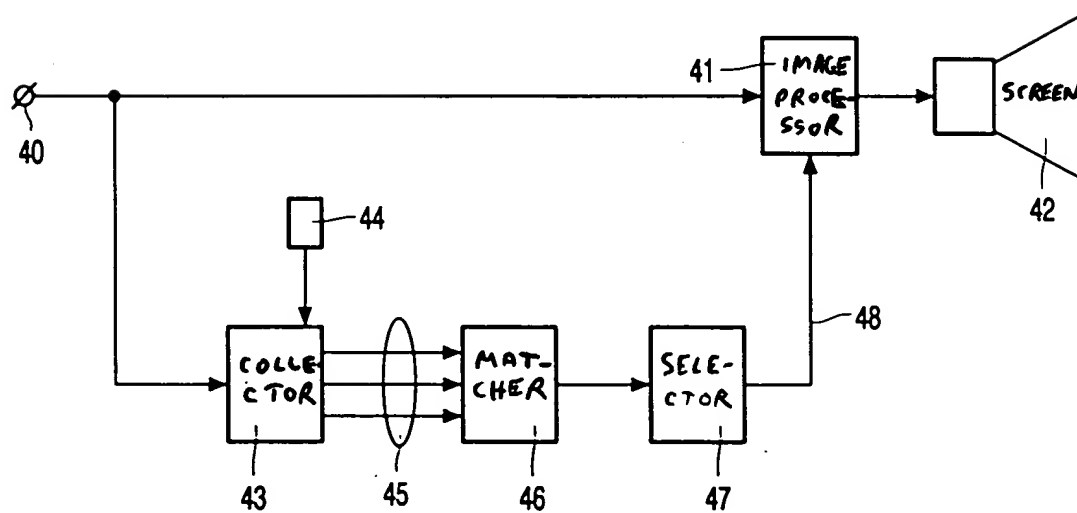 41
IMAGE
PROCE-
SSOR
SCREEN
40
42
44
48
COLLE-
CTOR
MAT-
CHER
SELE-
CTOR
43
45
46
47